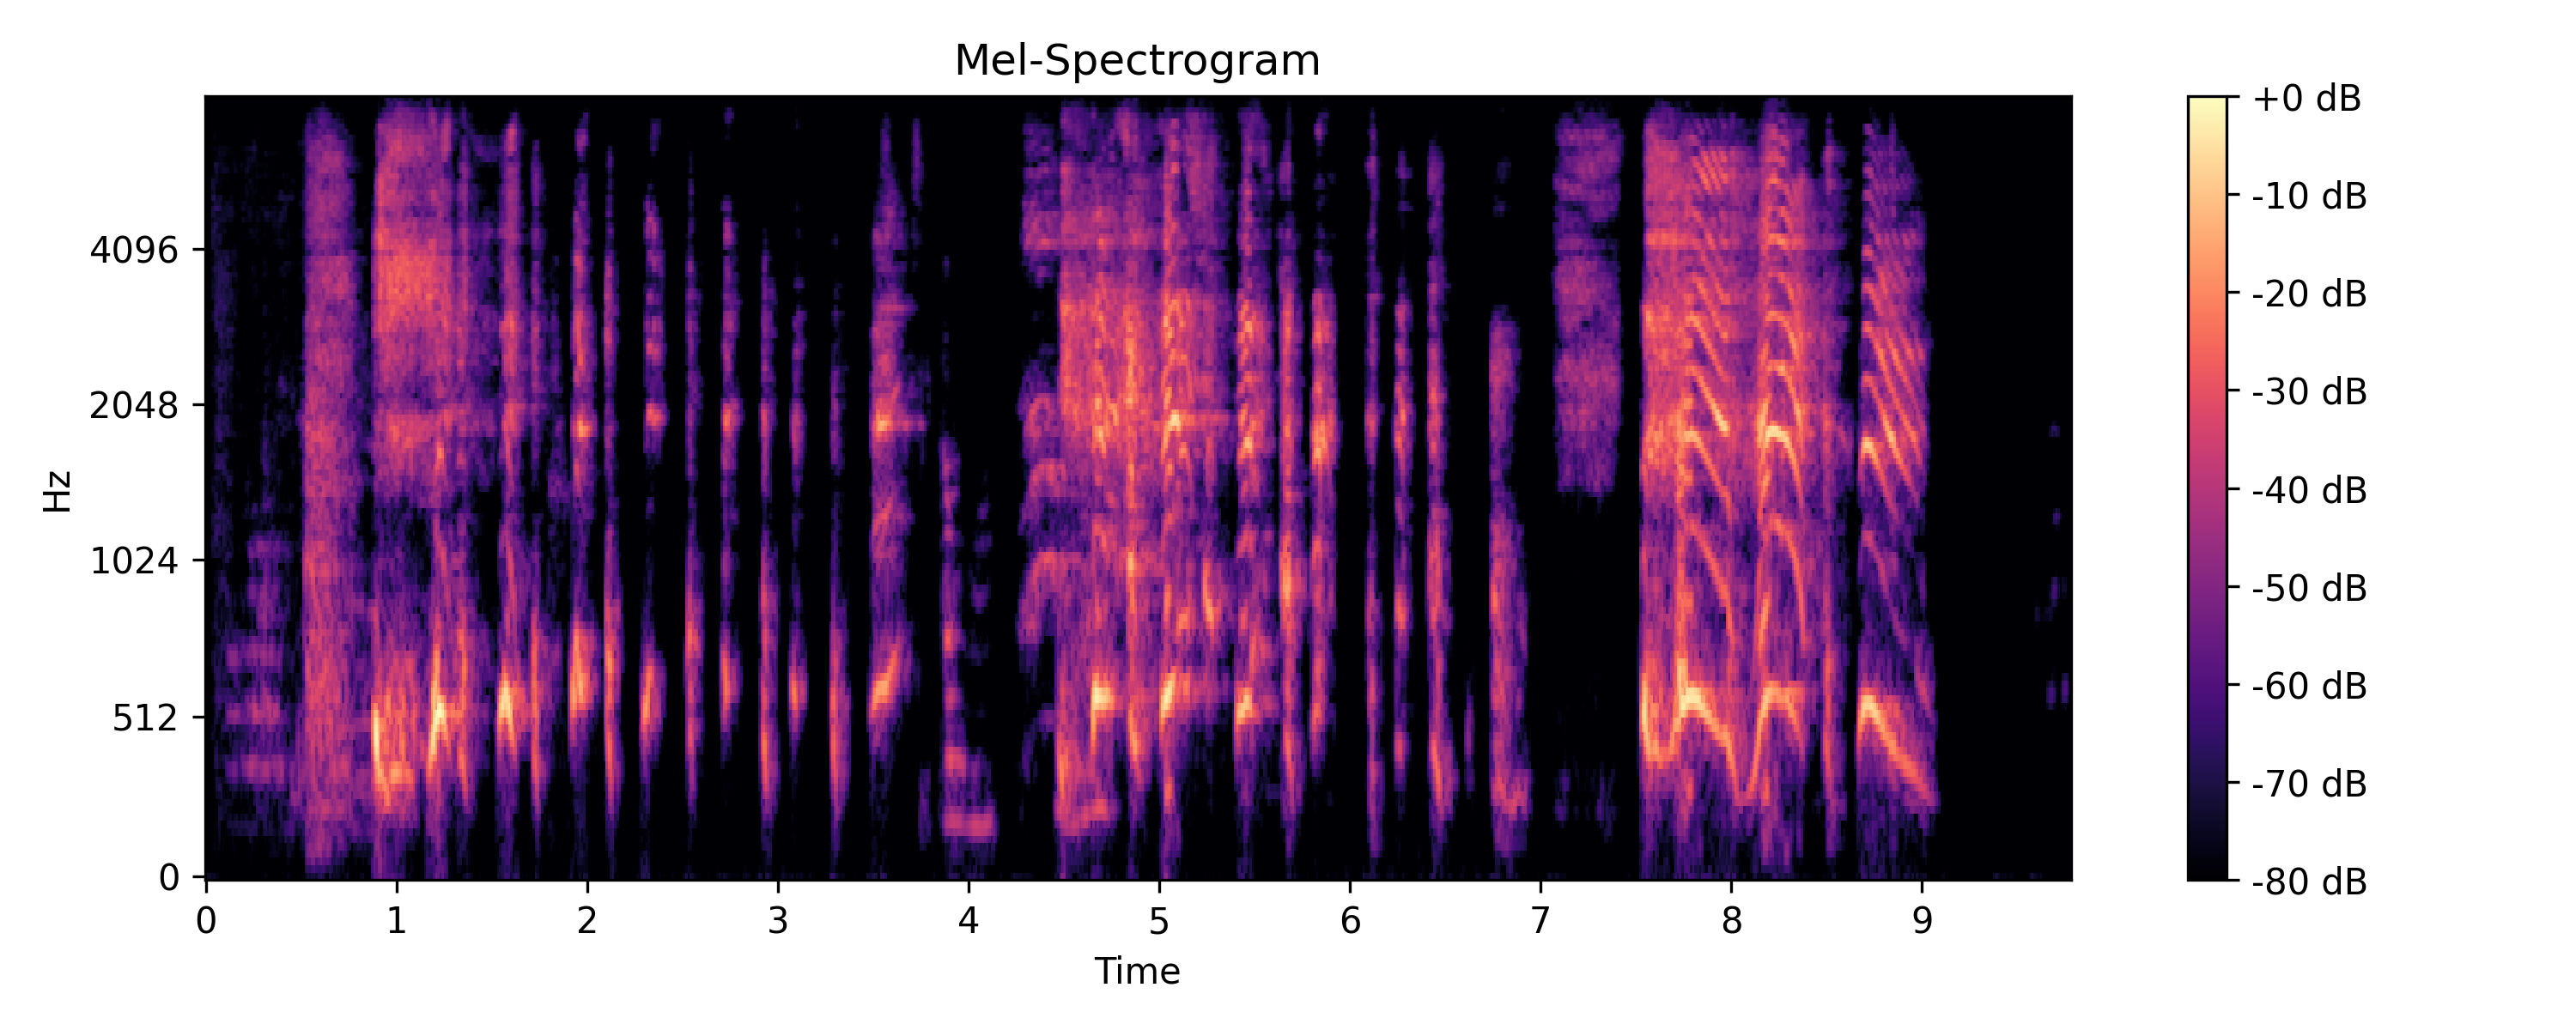 Mel-Spectrogram
+0 dB
-10 dB
-20 dB
-30 dB
-40 dB
-50 dB
-60 dB
-70 dB
-80 dB
4096
2048
1024
512
0
Hz
0 1 2 3 4 5 6 7 8 9
Time